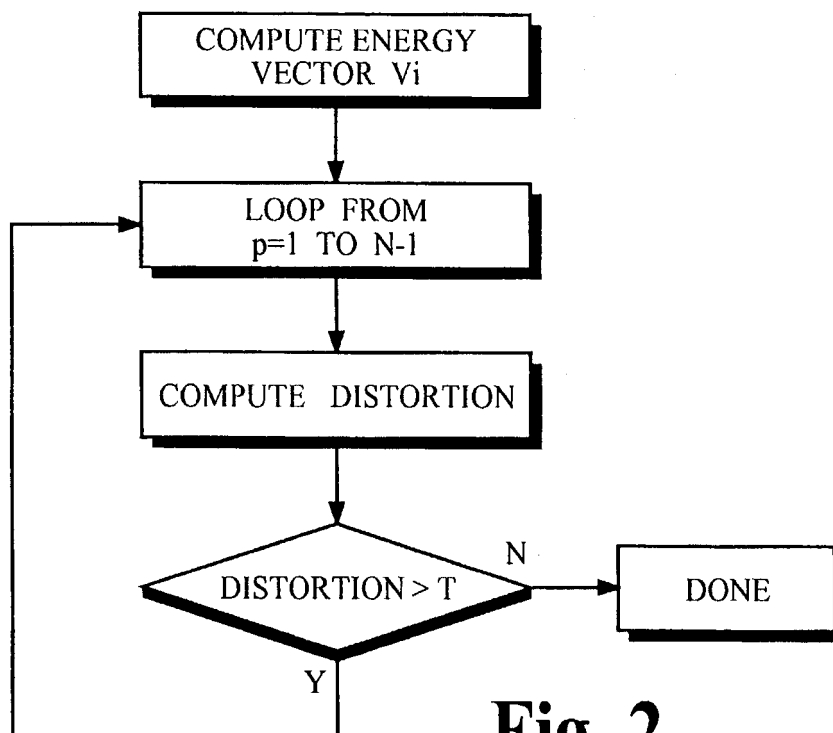 COMPUTE ENERGY
VECTOR Vi
LOOP FROM
p=1 TO N-1
COMPUTE DISTORTION
DISTORTION > T
N
DONE
Y
Fig. 2